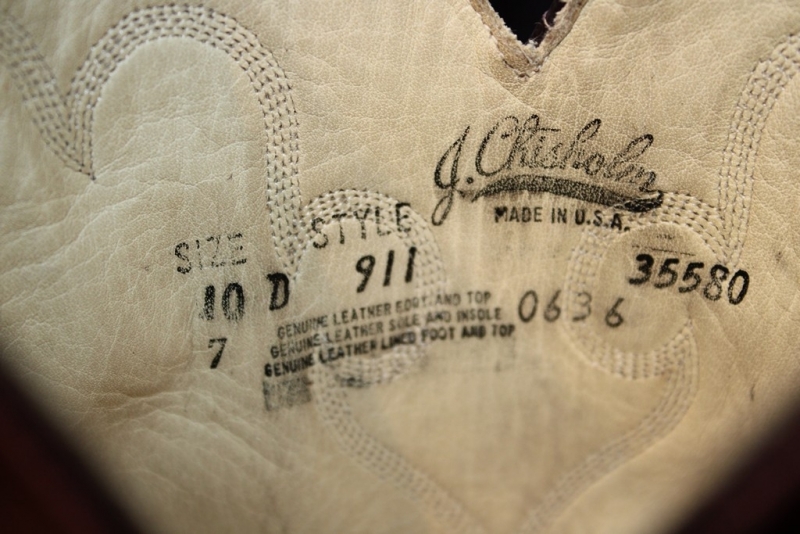 J. Chisholm
MADE IN U.S.A.
SIZE STYLE
10 D 911 35580
7 0636
GENUINE LEATHER FOOT AND TOP
GENUINE LEATHER SOLE AND INSOLE
GENUINE LEATHER LINED FOOT AND TOP